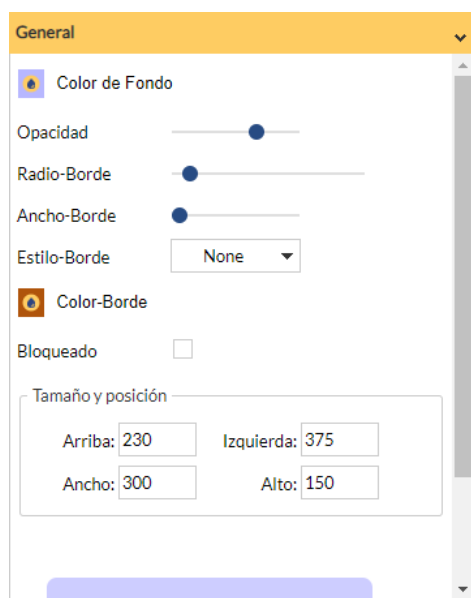 General
Color de Fondo
Opacidad
Radio-Borde
Ancho-Borde
Estilo-Borde None
Color-Borde
Bloqueado
Tamaño y posición
Arriba: 230 Izquierda: 375
Ancho: 300 Alto: 150